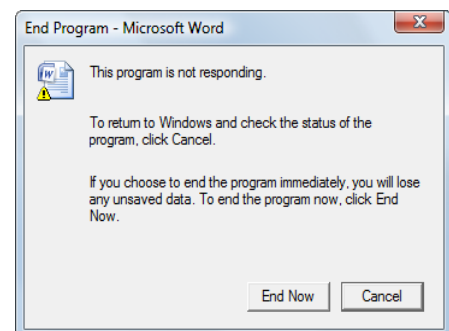 End Program - Microsoft Word
This program is not responding.
To return to Windows and check the status of the
program, click Cancel.
If you choose to end the program immediately, you will lose
any unsaved data. To end the program now, click End
Now.
End Now
Cancel